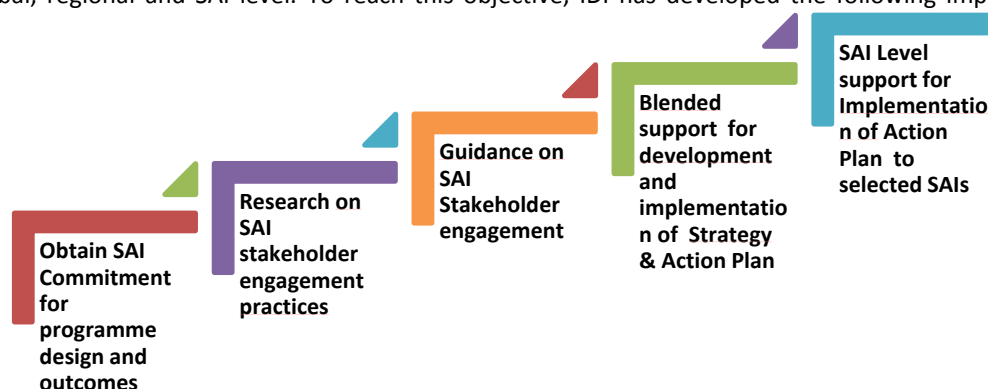 bal, regional and SAI level. To reach this objective, IDI has developed the following imp
Obtain SAI
Commitment
for
programme
design and
outcomes
Research on
SAI
stakeholder
engagement
practices
Guidance on
SAI
Stakeholder
engagement
Blended
support for
development
and
implementatio
n of Strategy
& Action Plan
SAI Level
support for
Implementatio
n of Action
Plan to
selected SAIs